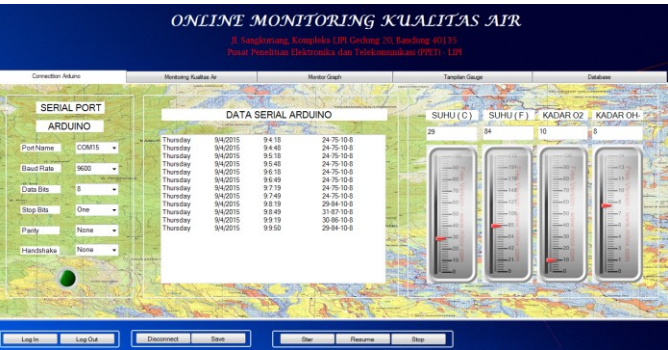 ONLINE MONITORING KUALITAS AIR
Jl. Sangkuriang, Kompleks LIPI Gedung 20, Bandung 40135
Pusat Penelitian Elektronika dan Telekomunikasi (PPET) - LIPI
Connecttion Arduino Monitoring Kualitas Air Monitor Graph Tampilan Gauge Database
SERIAL PORT
ARDUINO
Port Name COM15
Baud Rate 9600
Data Bits 8
Stop Bits One
Parity None
Handshake None
DATA SERIAL ARDUINO
Thursday 9/4/2015 9:4:18 24-75-10-8
Thursday 9/4/2015 9:4:48 24-75-10-8
Thursday 9/4/2015 9:5:18 24-75-10-8
Thursday 9/4/2015 9:5:48 24-75-10-8
Thursday 9/4/2015 9:6:18 24-75-10-8
Thursday 9/4/2015 9:6:49 24-75-10-8
Thursday 9/4/2015 9:7:19 24-75-10-8
Thursday 9/4/2015 9:7:49 24-75-10-8
Thursday 9/4/2015 9:8:19 29-84-10-8
Thursday 9/4/2015 9:8:49 31-87-10-8
Thursday 9/4/2015 9:9:19 30-86-10-8
Thursday 9/4/2015 9:9:50 29-84-10-8
SUHU ( C ) SUHU ( F ) KADAR O2 KADAR OH-
29 84 10 8
Log In Log Out Disconnect Save Star Resume Stop